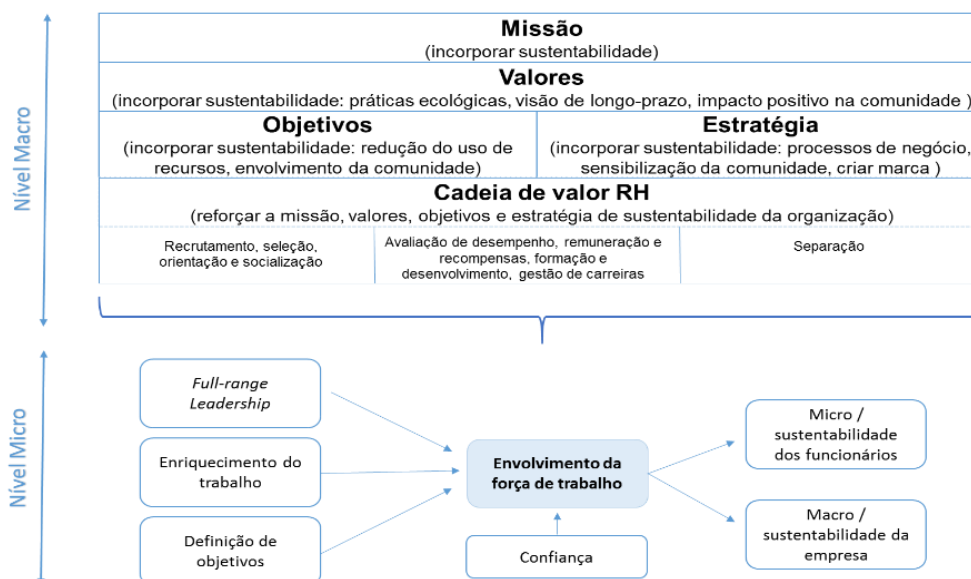 Nível Macro
Missão
(incorporar sustentabilidade)
Valores
(incorporar sustentabilidade: práticas ecológicas, visão de longo-prazo, impacto positivo na comunidade )
Objetivos
(incorporar sustentabilidade: redução do uso de
recursos, envolvimento da comunidade)
Estratégia
(incorporar sustentabilidade: processos de negócio,
sensibilização da comunidade, criar marca )
Cadeia de valor RH
(reforçar a missão, valores, objetivos e estratégia de sustentabilidade da organização)
Recrutamento, seleção,
orientação e socialização
Avaliação de desempenho, remuneração e
recompensas, formação e
desenvolvimento, gestão de carreiras
Separação
Nível Micro
Full-range
Leadership
Enriquecimento do
trabalho
Definição de
objetivos
Envolvimento da
força de trabalho
Confiança
Micro /
sustentabilidade
dos funcionários
Macro /
sustentabilidade da
empresa